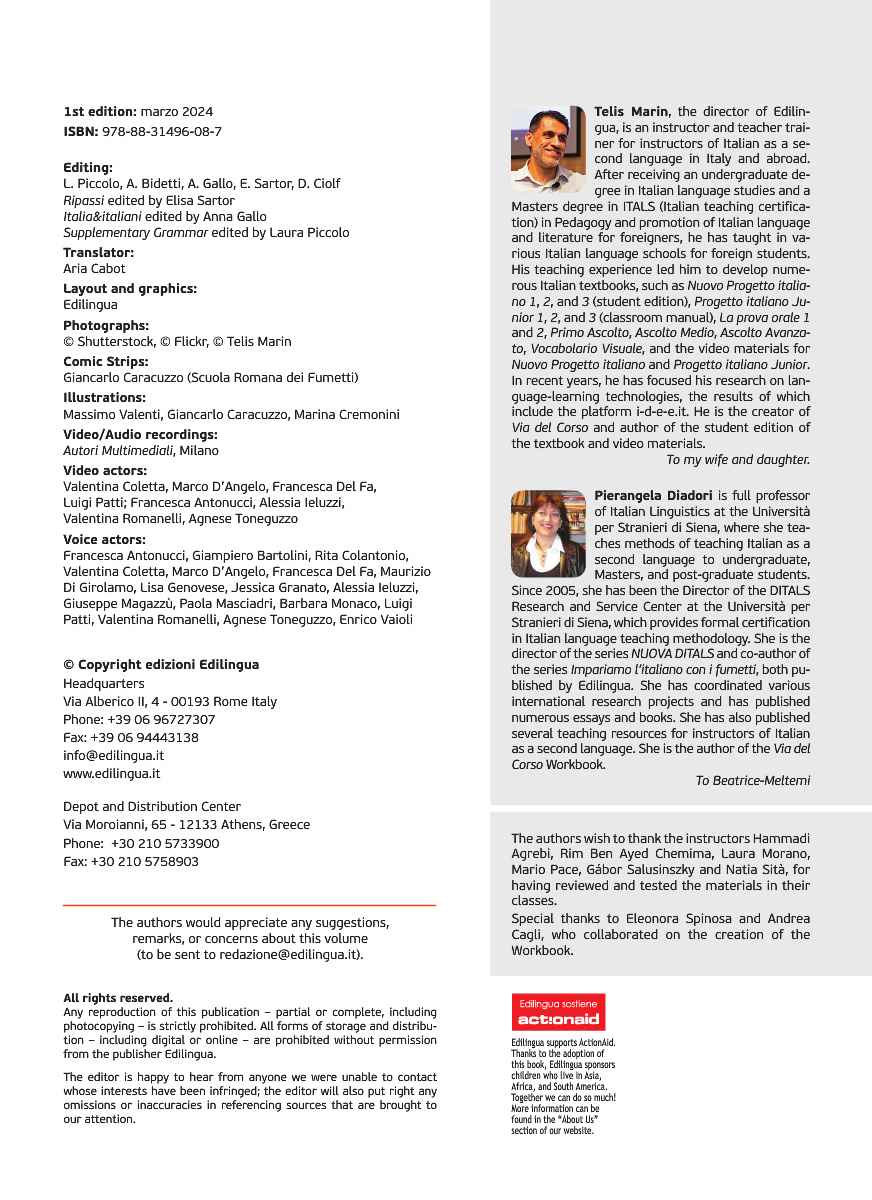 1st edition: marzo 2024
ISBN: 978-88-31496-08-7
Editing:
L. Piccolo, A. Bidetti, A. Gallo, E. Sartor, D. Ciolf
Ripassi edited by Elisa Sartor
Italia&italiani edited by Anna Gallo
Supplementary Grammar edited by Laura Piccolo
Translator:
Aria Cabot
Layout and graphics:
Edilingua
Photographs:
© Shutterstock, © Flickr, © Telis Marin
Comic Strips:
Giancarlo Caracuzzo (Scuola Romana dei Fumetti)
Illustrations:
Massimo Valenti, Giancarlo Caracuzzo, Marina Cremonini
Video/Audio recordings:
Autori Multimediali, Milano
Video actors:
Valentina Coletta, Marco D’Angelo, Francesca Del Fa,
Luigi Patti; Francesca Antonucci, Alessia Ieluzzi,
Valentina Romanelli, Agnese Toneguzzo
Voice actors:
Francesca Antonucci, Giampiero Bartolini, Rita Colantonio,
Valentina Coletta, Marco D’Angelo, Francesca Del Fa, Maurizio
Di Girolamo, Lisa Genovese, Jessica Granato, Alessia Ieluzzi,
Giuseppe Magazzù, Paola Masciadri, Barbara Monaco, Luigi
Patti, Valentina Romanelli, Agnese Toneguzzo, Enrico Vaioli
© Copyright edizioni Edilingua
Headquarters
Via Alberico II, 4 - 00193 Rome Italy
Phone: +39 06 96727307
Fax: +39 06 94443138
info@edilingua.it
www.edilingua.it
Depot and Distribution Center
Via Moroianni, 65 - 12133 Athens, Greece
Phone: +30 210 5733900
Fax: +30 210 5758903
The authors would appreciate any suggestions,
remarks, or concerns about this volume
(to be sent to redazione@edilingua.it).
All rights reserved.
Any reproduction of this publication – partial or complete, including
photocopying – is strictly prohibited. All forms of storage and distribu-
tion – including digital or online – are prohibited without permission
from the publisher Edilingua.
The editor is happy to hear from anyone we were unable to contact
whose interests have been infringed; the editor will also put right any
omissions or inaccuracies in referencing sources that are brought to
our attention.
Telis Marin, the director of Edilin-
gua, is an instructor and teacher trai-
ner for instructors of Italian as a se-
cond language in Italy and abroad.
After receiving an undergraduate de-
gree in Italian language studies and a
Masters degree in ITALS (Italian teaching certifica-
tion) in Pedagogy and promotion of Italian language
and literature for foreigners, he has taught in va-
rious Italian language schools for foreign students.
His teaching experience led him to develop nume-
rous Italian textbooks, such as Nuovo Progetto italia-
no 1, 2, and 3 (student edition), Progetto italiano Ju-
nior 1, 2, and 3 (classroom manual), La prova orale 1
and 2, Primo Ascolto, Ascolto Medio, Ascolto Avanza-
to, Vocabolario Visuale, and the video materials for
Nuovo Progetto italiano and Progetto italiano Junior.
In recent years, he has focused his research on lan-
guage-learning technologies, the results of which
include the platform i-d-e-e.it. He is the creator of
Via del Corso and author of the student edition of
the textbook and video materials.
To my wife and daughter.
Pierangela Diadori is full professor
of Italian Linguistics at the Università
per Stranieri di Siena, where she tea-
ches methods of teaching Italian as a
second language to undergraduate,
Masters, and post-graduate students.
Since 2005, she has been the Director of the DITALS
Research and Service Center at the Università per
Stranieri di Siena, which provides formal certification
in Italian language teaching methodology. She is the
director of the series NUOVA DITALS and co-author of
the series Impariamo l’italiano con i fumetti, both pu-
blished by Edilingua. She has coordinated various
international research projects and has published
numerous essays and books. She has also published
several teaching resources for instructors of Italian
as a second language. She is the author of the Via del
Corso Workbook.
To Beatrice-Meltemi
The authors wish to thank the instructors Hammadi
Agrebi, Rim Ben Ayed Chemima, Laura Morano,
Mario Pace, Gábor Salusinszky and Natia Sità, for
having reviewed and tested the materials in their
classes.
Special thanks to Eleonora Spinosa and Andrea
Cagli, who collaborated on the creation of the
Workbook.
Edilingua sostiene
act:onaid
Edilingua supports ActionAid.
Thanks to the adoption of
this book, Edilingua sponsors
children who live in Asia,
Africa, and South America.
Together we can do so much!
More information can be
found in the “About Us”
section of our website.